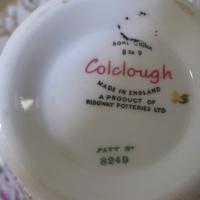 BONE CHINA
Colclough
MADE IN ENGLAND
A PRODUCT OF
RIDGWAY POTTERIES LTD
PATT Nº
8249